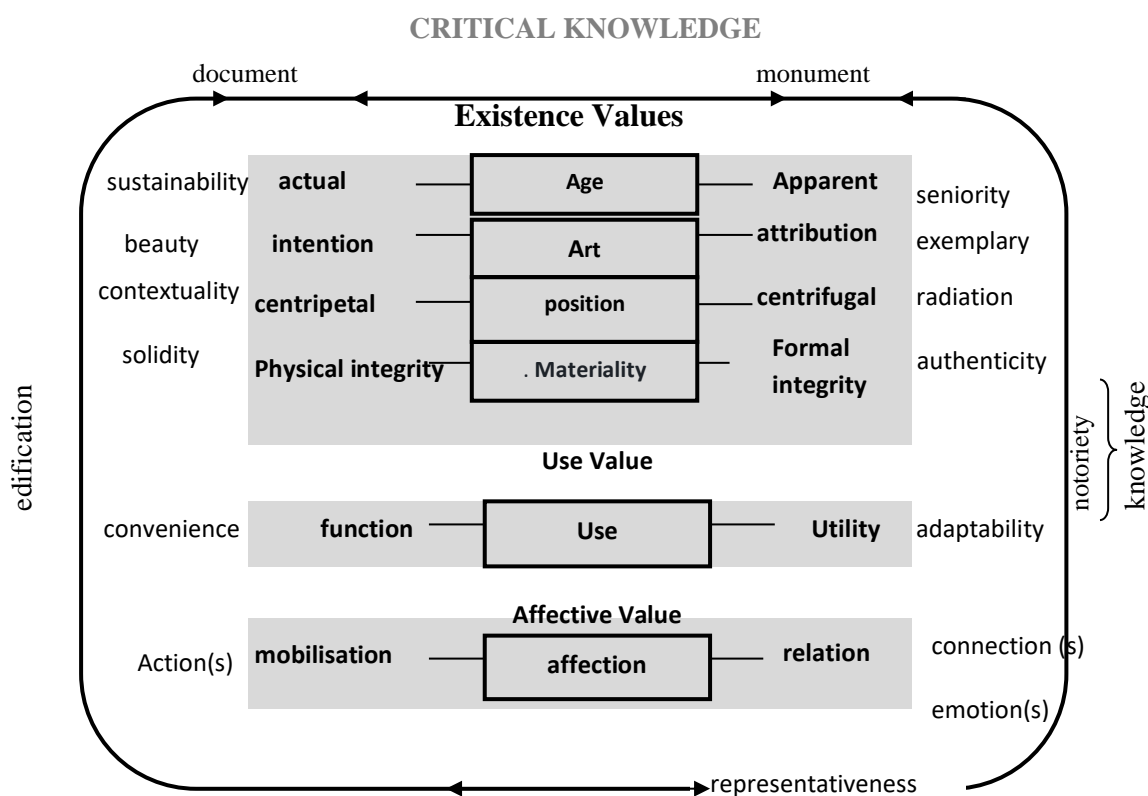 CRITICAL KNOWLEDGE
document monument
Existence Values
sustainability actual Age Apparent seniority
beauty intention Art attribution exemplary
contextuality centripetal position centrifugal radiation
solidity Physical integrity . Materiality Formal integrity authenticity
edification
notoriety
knowledge
Use Value
convenience function Use Utility adaptability
Affective Value
Action(s) mobilisation affection relation connection (s)
emotion(s)
representativeness